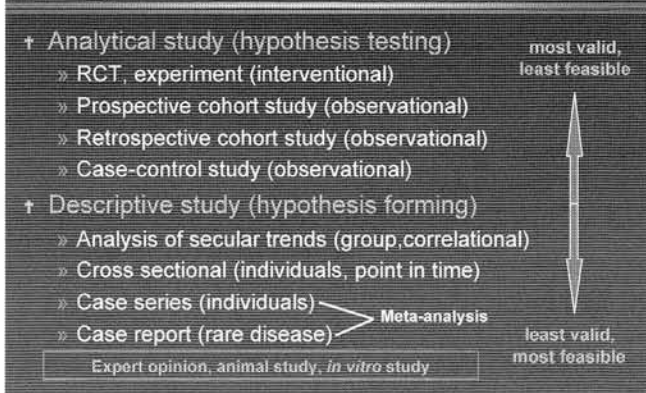 † Analytical study (hypothesis testing)
» RCT, experiment (interventional)
» Prospective cohort study (observational)
» Retrospective cohort study (observational)
» Case-control study (observational)
† Descriptive study (hypothesis forming)
» Analysis of secular trends (group,correlational)
» Cross sectional (individuals, point in time)
» Case series (individuals)
» Case report (rare disease)
Meta-analysis
Expert opinion, animal study, in vitro study
most valid,
least feasible
least valid,
most feasible